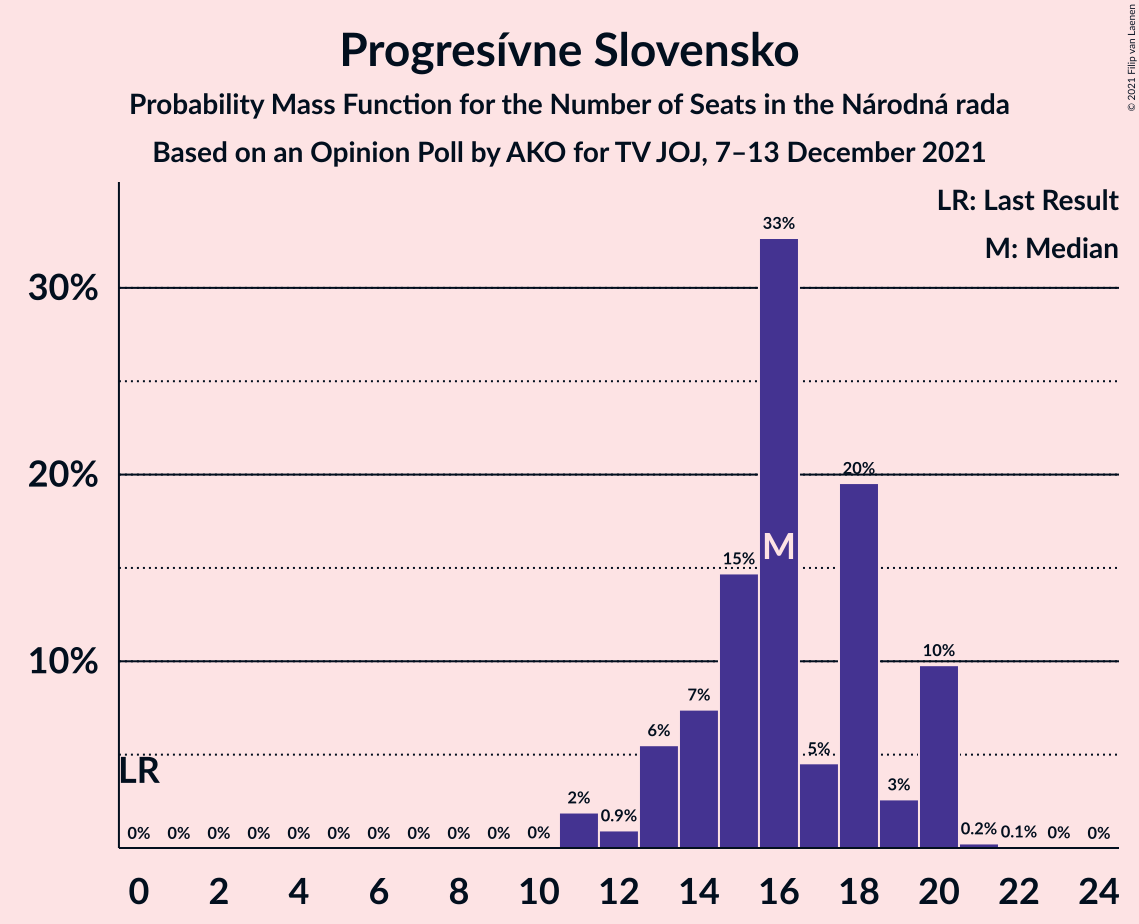 Progresívne Slovensko
Probability Mass Function for the Number of Seats in the Národná rada
Based on an Opinion Poll by AKO for TV JOJ, 7–13 December 2021
© 2021 Filip van Laenen
LR: Last Result
M: Median
33%
30%
20%
20%
M
15%
10%
10%
7%
6%
5%
LR
3%
2%
0.9%
0% 0% 0% 0% 0% 0% 0% 0% 0% 0% 0% 0.2% 0.1% 0% 0%
0 2 4 6 8 10 12 14 16 18 20 22 24